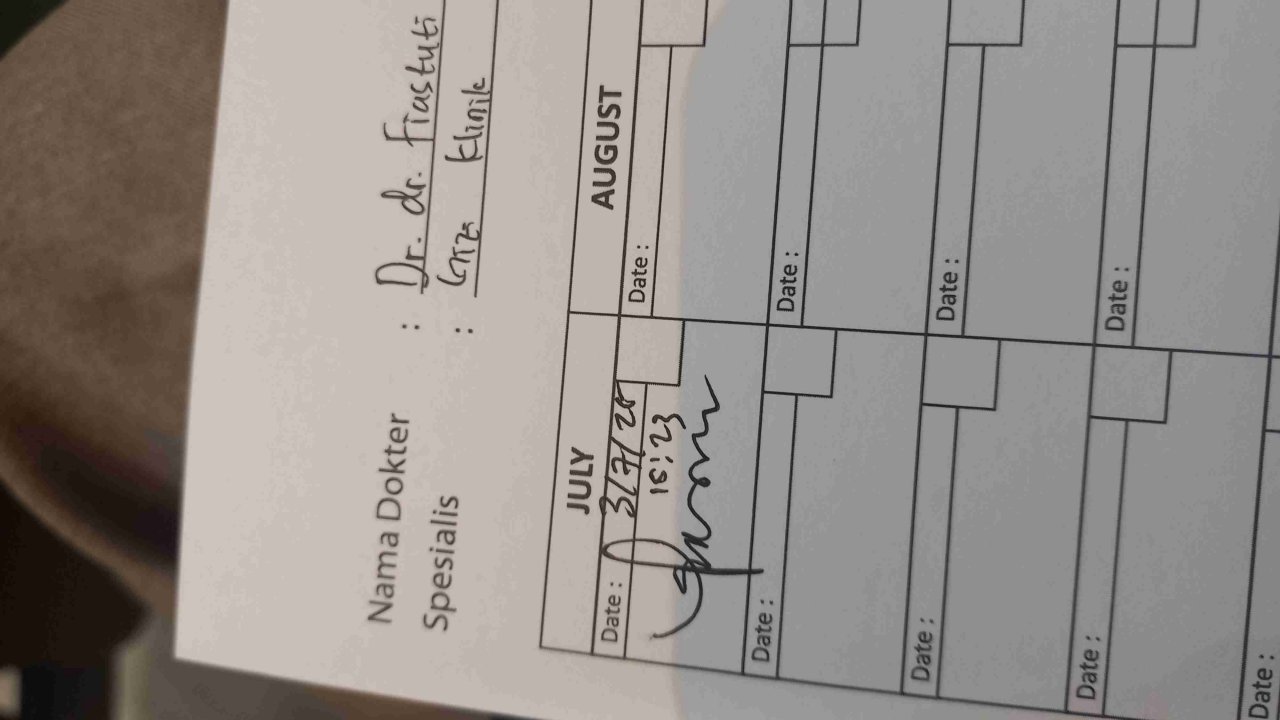 Nama Dokter : Dr. dr. Fiastuti
Spesialis : Gizi Klinik
JULY AUGUST
Date : 3/7/25 Date :
15:23
Date : Date :
Date : Date :
Date : Date :
Date :